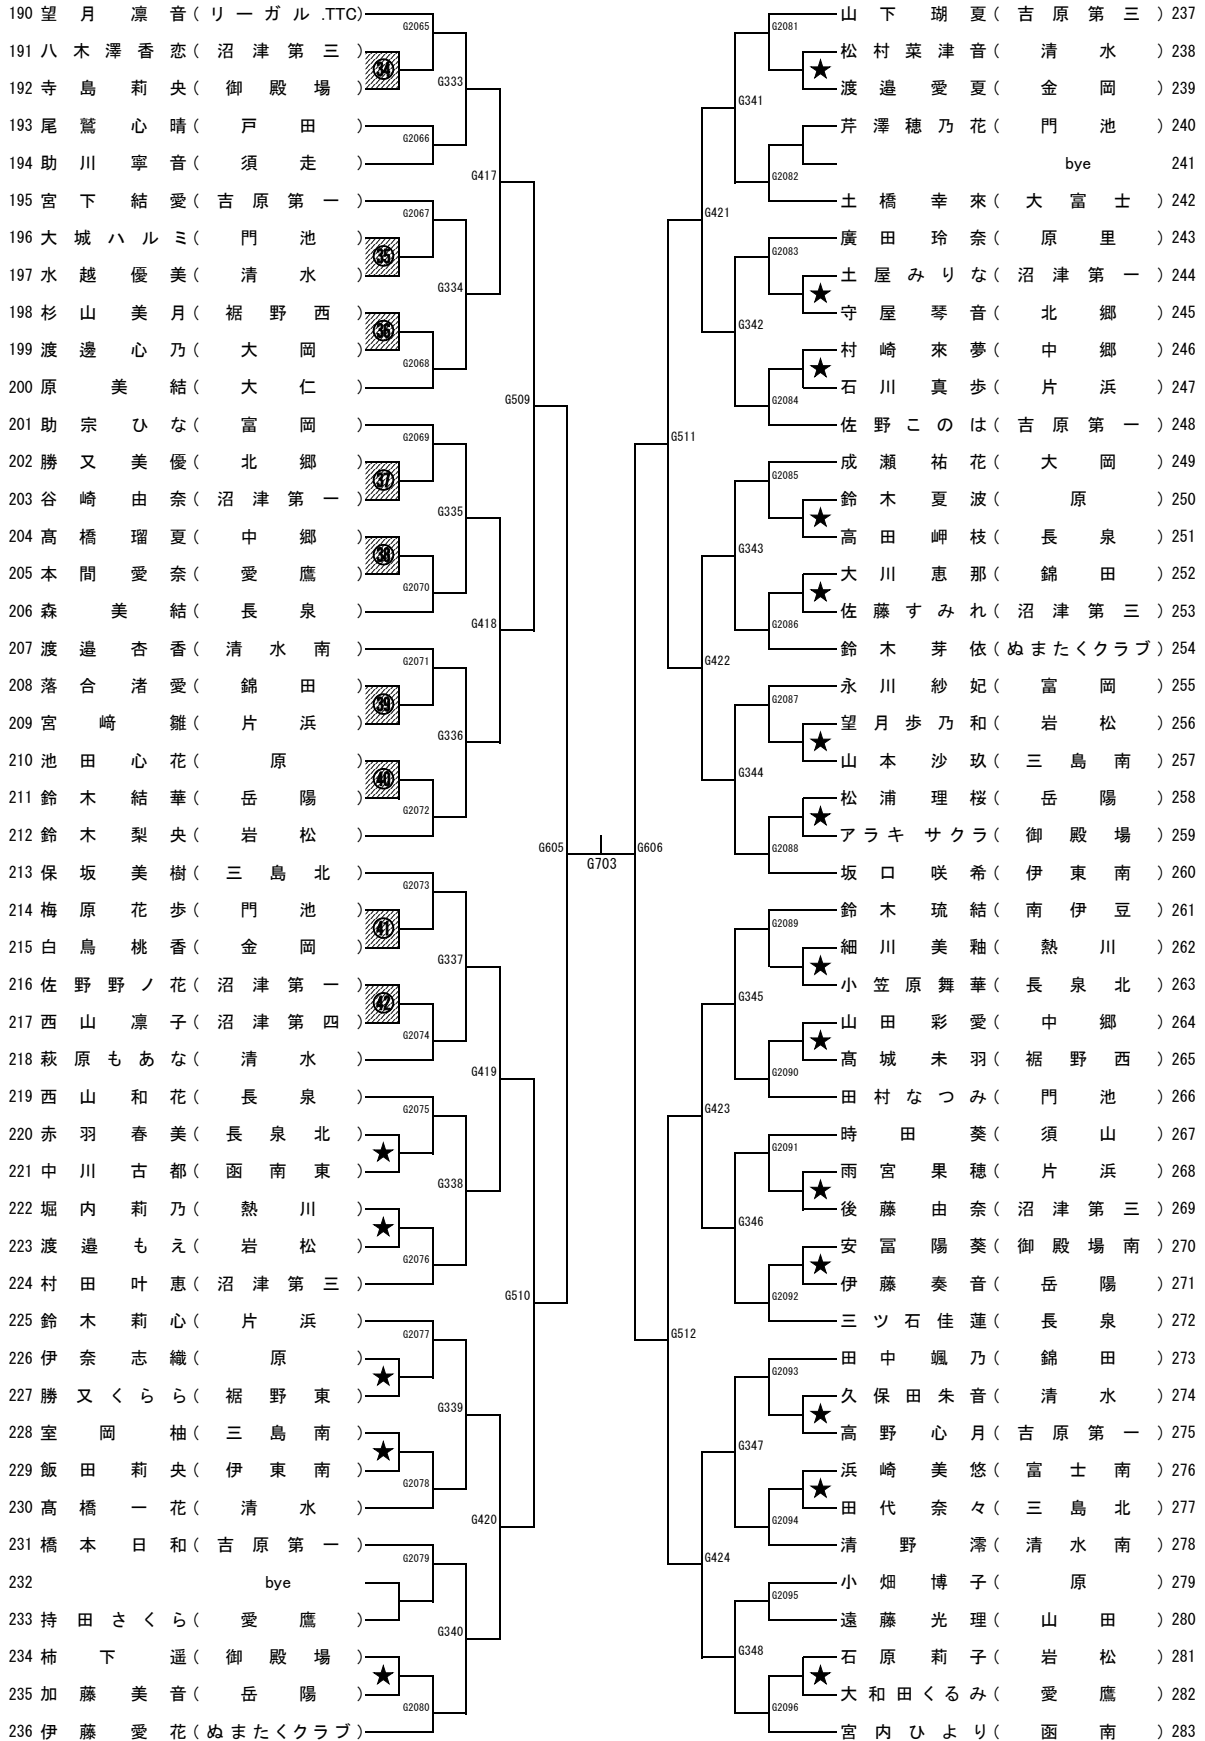 190 望月凛音(リーガル.TTC)
191 八木澤香恋(沼津第三)
192 寺島莉央(御殿場)
193 尾鷲心晴(戸田)
194 助川寧音(須走)
195 宮下結愛(吉原第一)
196 大城ハルミ(門池)
197 水越優美(清水)
198 杉山美月(裾野西)
199 渡邊心乃(大岡)
200 原美結(大仁)
201 助宗ひな(富岡)
202 勝又美優(北郷)
203 谷崎由奈(沼津第一)
204 髙橋瑠夏(中郷)
205 本間愛奈(愛鷹)
206 森美結(長泉)
207 渡邉杏香(清水南)
208 落合渚愛(錦田)
209 宮﨑雛(片浜)
210 池田心花(原)
211 鈴木結華(岳陽)
212 鈴木梨央(岩松)
213 保坂美樹(三島北)
214 梅原花歩(門池)
215 白鳥桃香(金岡)
216 佐野野ノ花(沼津第一)
217 西山凛子(沼津第四)
218 萩原もあな(清水)
219 西山和花(長泉)
220 赤羽春美(長泉北)
221 中川古都(函南東)
222 堀内莉乃(熱川)
223 渡邉もえ(岩松)
224 村田叶恵(沼津第三)
225 鈴木莉心(片浜)
226 伊奈志織(原)
227 勝又くらら(裾野東)
228 室岡柚(三島南)
229 飯田莉央(伊東南)
230 髙橋一花(清水)
231 橋本日和(吉原第一)
232 bye
233 持田さくら(愛鷹)
234 柿下遥(御殿場)
235 加藤美音(岳陽)
236 伊藤愛花(ぬまたくクラブ)
㉞
㉟
㊱
㊲
㊳
㊴
㊵
㊶
㊷
★
★
★
★
★
G2065
G2066
G2067
G2068
G2069
G2070
G2071
G2072
G2073
G2074
G2075
G2076
G2077
G2078
G2079
G2080
G333
G334
G335
G336
G337
G338
G339
G340
G417
G418
G419
G420
G509
G510
G605
G703
G606
G511
G512
G421
G422
G423
G424
G341
G342
G343
G344
G345
G346
G347
G348
G2081
G2082
G2083
G2084
G2085
G2086
G2087
G2088
G2089
G2090
G2091
G2092
G2093
G2094
G2095
G2096
★
★
★
★
★
★
★
★
★
★
★
★
★
★
山下瑚夏(吉原第三) 237
松村菜津音(清水) 238
渡邉愛夏(金岡) 239
芹澤穂乃花(門池) 240
bye 241
土橋幸來(大富士) 242
廣田玲奈(原里) 243
土屋みりな(沼津第一) 244
守屋琴音(北郷) 245
村崎來夢(中郷) 246
石川真歩(片浜) 247
佐野このは(吉原第一) 248
成瀬祐花(大岡) 249
鈴木夏波(原) 250
高田岬枝(長泉) 251
大川恵那(錦田) 252
佐藤すみれ(沼津第三) 253
鈴木芽依(ぬまたくクラブ) 254
永川紗妃(富岡) 255
望月歩乃和(岩松) 256
山本沙玖(三島南) 257
松浦理桜(岳陽) 258
アラキ サクラ(御殿場) 259
坂口咲希(伊東南) 260
鈴木琉結(南伊豆) 261
細川美釉(熱川) 262
小笠原舞華(長泉北) 263
山田彩愛(中郷) 264
髙城未羽(裾野西) 265
田村なつみ(門池) 266
時田葵(須山) 267
雨宮果穂(片浜) 268
後藤由奈(沼津第三) 269
安冨陽葵(御殿場南) 270
伊藤奏音(岳陽) 271
三ツ石佳蓮(長泉) 272
田中颯乃(錦田) 273
久保田朱音(清水) 274
高野心月(吉原第一) 275
浜崎美悠(富士南) 276
田代奈々(三島北) 277
清野澪(清水南) 278
小畑博子(原) 279
遠藤光理(山田) 280
石原莉子(岩松) 281
大和田くるみ(愛鷹) 282
宮内ひより(函南) 283